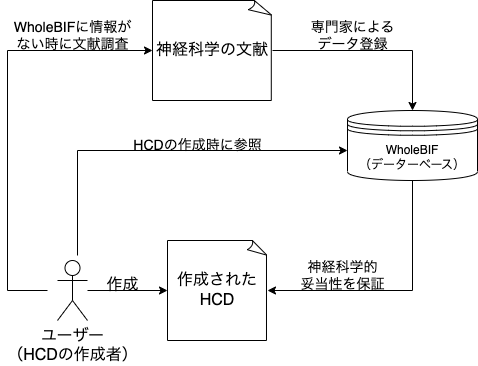 WholeBIFに情報が
ない時に文献調査
神経科学の文献
専門家による
データ登録
HCDの作成時に参照
WholeBIF
（データーベース）
作成
作成された
HCD
神経科学的
妥当性を保証
ユーザー
（HCDの作成者）